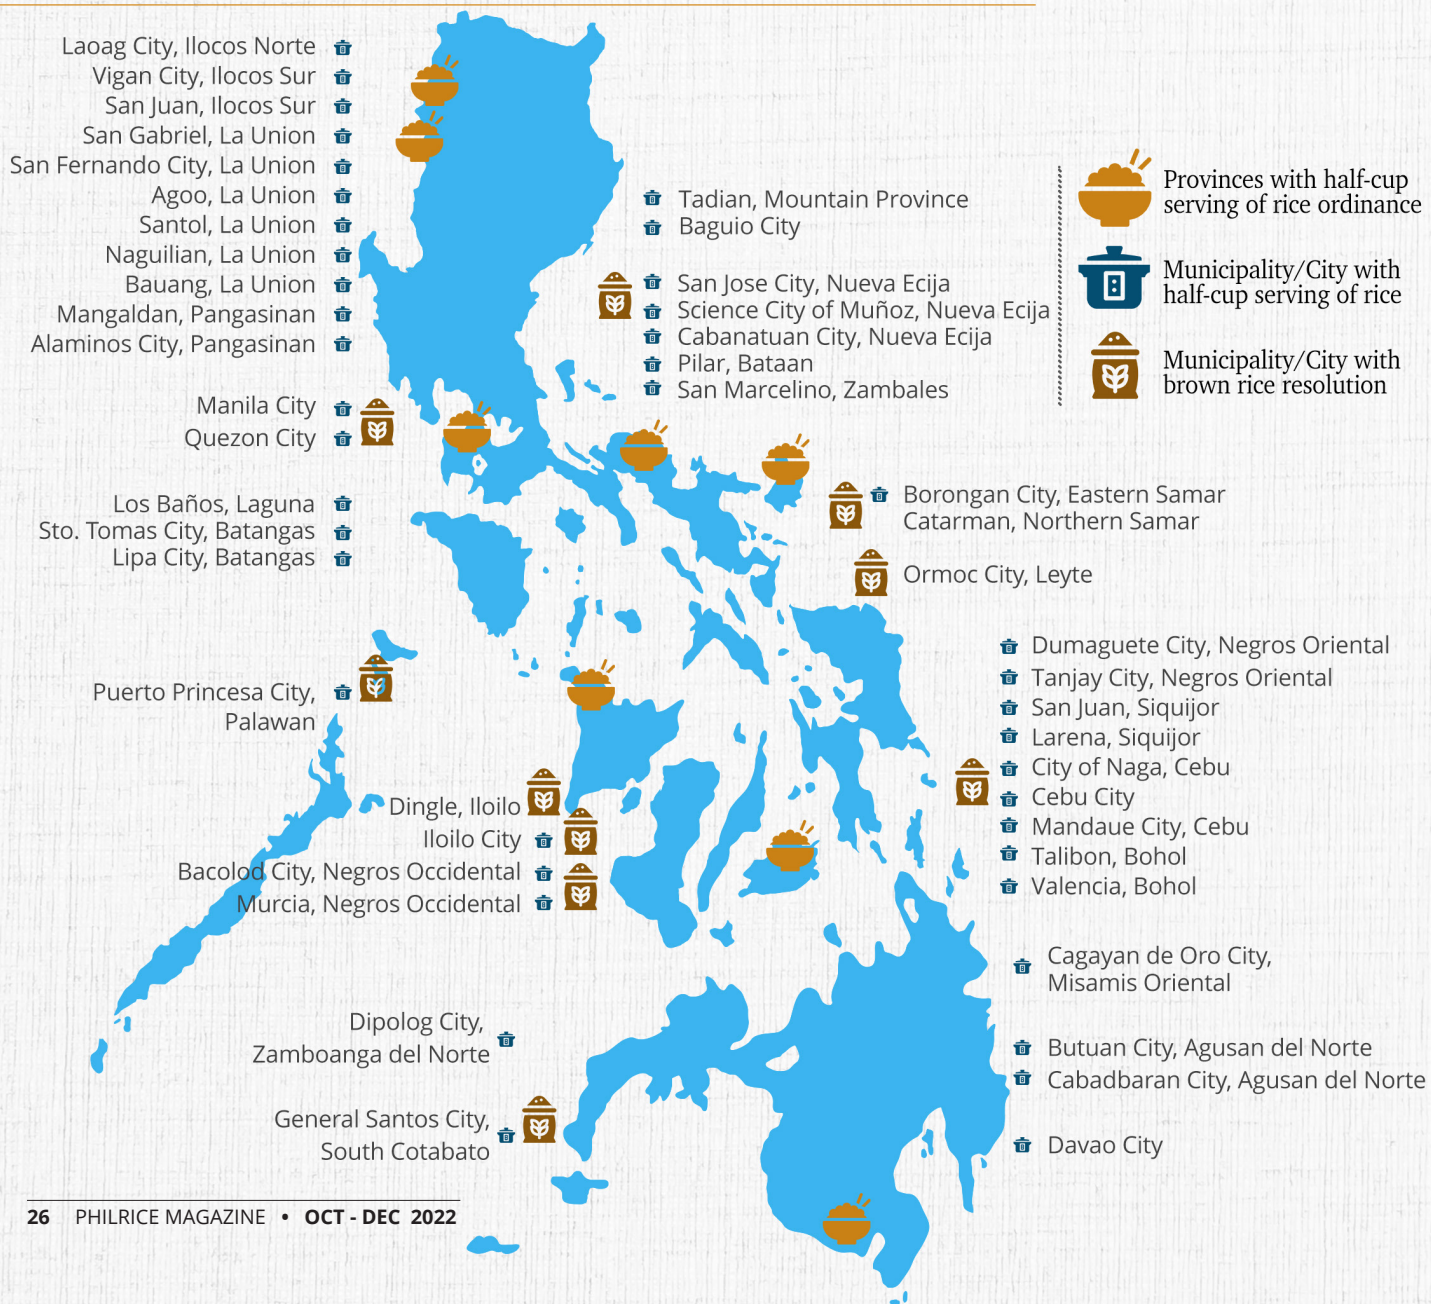 Laoag City, Ilocos Norte
Vigan City, Ilocos Sur
San Juan, Ilocos Sur
San Gabriel, La Union
San Fernando City, La Union
Agoo, La Union
Santol, La Union
Naguilian, La Union
Bauang, La Union
Mangaldan, Pangasinan
Alaminos City, Pangasinan
Manila City
Quezon City
Los Baños, Laguna
Sto. Tomas City, Batangas
Lipa City, Batangas
Puerto Princesa City,
Palawan
Dingle, Iloilo
Iloilo City
Bacolod City, Negros Occidental
Murcia, Negros Occidental
Dipolog City,
Zamboanga del Norte
General Santos City,
South Cotabato
Tadian, Mountain Province
Baguio City
San Jose City, Nueva Ecija
Science City of Muñoz, Nueva Ecija
Cabanatuan City, Nueva Ecija
Pilar, Bataan
San Marcelino, Zambales
Provinces with half-cup
serving of rice ordinance
Municipality/City with
half-cup serving of rice
Municipality/City with
brown rice resolution
Borongan City, Eastern Samar
Catarman, Northern Samar
Ormoc City, Leyte
Dumaguete City, Negros Oriental
Tanjay City, Negros Oriental
San Juan, Siquijor
Larena, Siquijor
City of Naga, Cebu
Cebu City
Mandaue City, Cebu
Talibon, Bohol
Valencia, Bohol
Cagayan de Oro City,
Misamis Oriental
Butuan City, Agusan del Norte
Cabadbaran City, Agusan del Norte
Davao City
26 PHILRICE MAGAZINE • OCT - DEC 2022